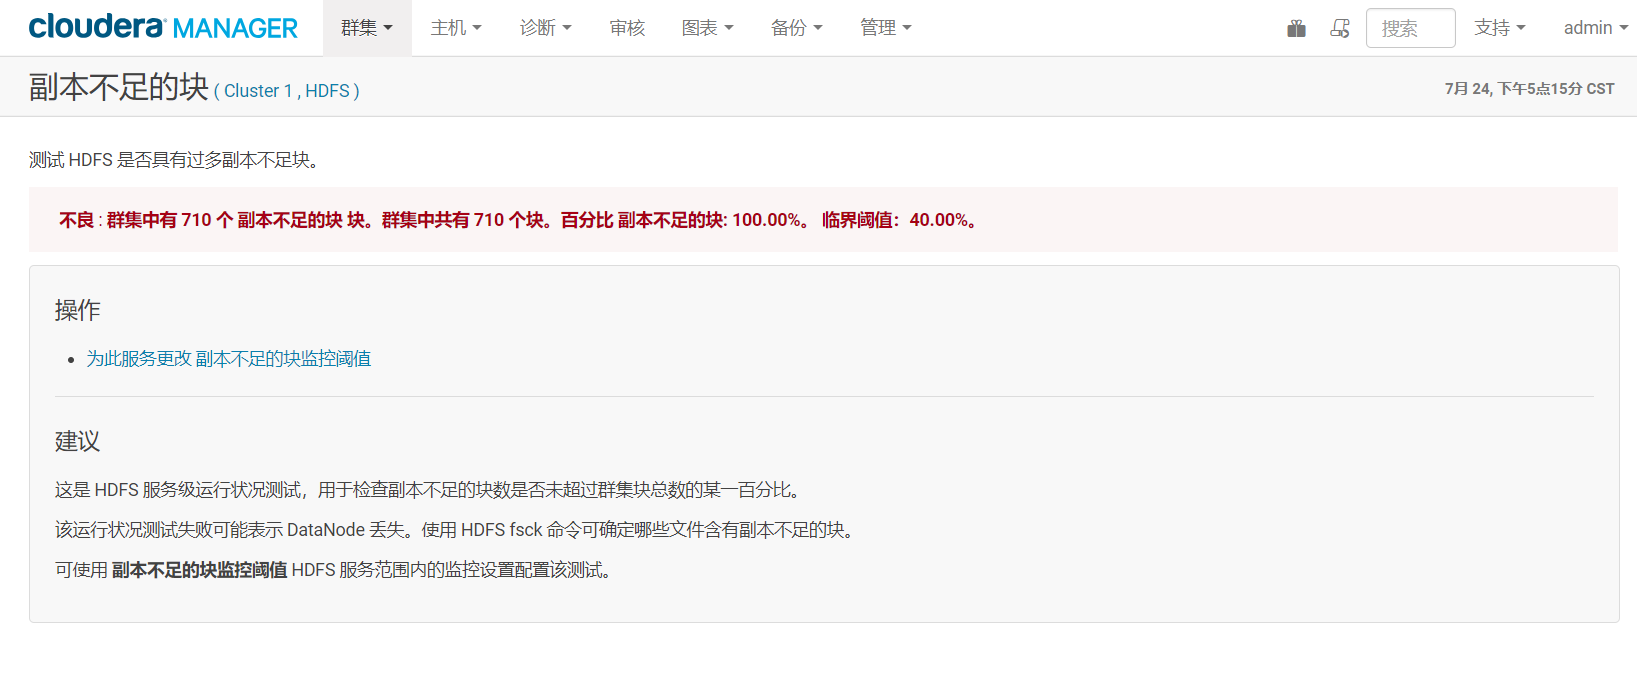 cloudera MANAGER 群集 主机 诊断 审核 图表 备份 管理 搜索 支持 admin
副本不足的块 ( Cluster 1 , HDFS ) 7月 24, 下午5点15分 CST
测试 HDFS 是否具有过多副本不足块。
不良 : 群集中有 710 个 副本不足的块 块。群集中共有 710 个块。百分比 副本不足的块: 100.00%。 临界阈值：40.00%。
操作
• 为此服务更改 副本不足的块监控阈值
建议
这是 HDFS 服务级运行状况测试，用于检查副本不足的块数是否未超过群集块总数的某一百分比。
该运行状况测试失败可能表示 DataNode 丢失。使用 HDFS fsck 命令可确定哪些文件含有副本不足的块。
可使用 副本不足的块监控阈值 HDFS 服务范围内的监控设置配置该测试。